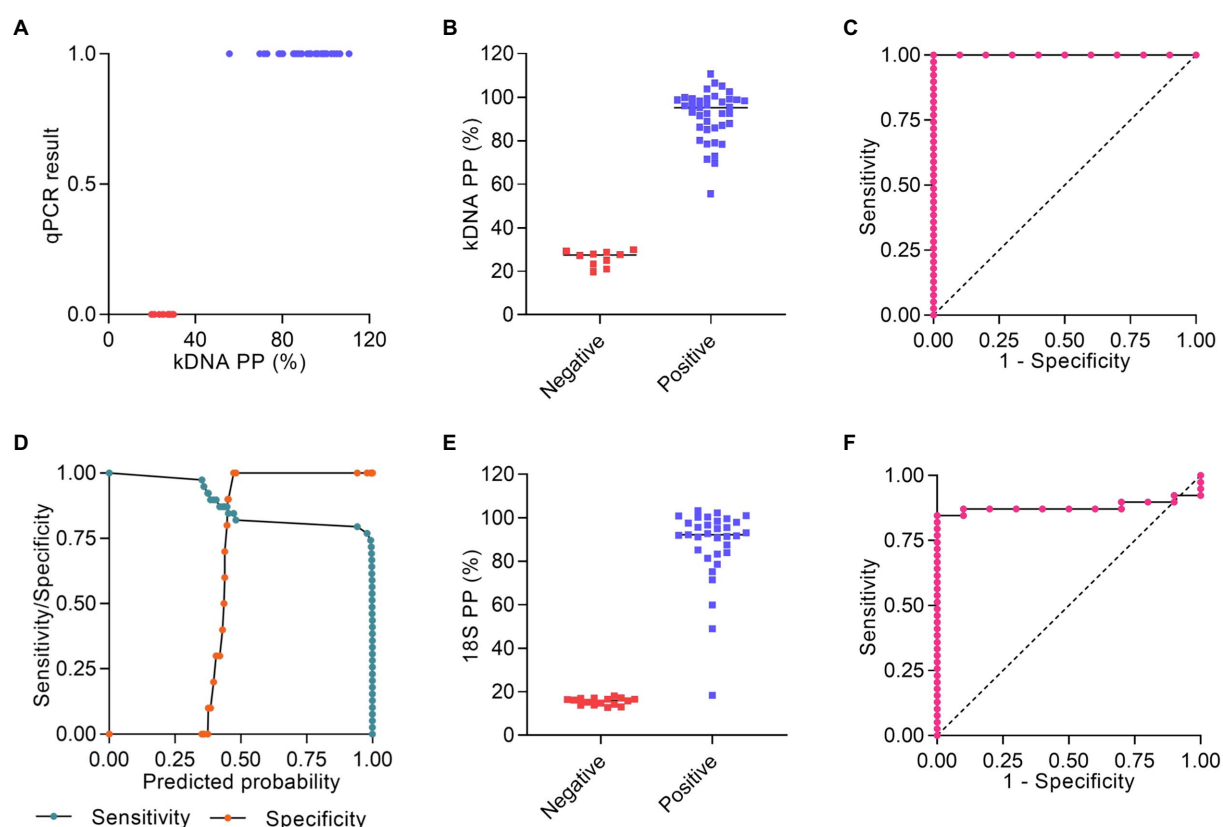 A
qPCR result
1.0
0.5
0.0
0 40 80 120
kDNA PP (%)
B
kDNA PP (%)
120
100
80
60
40
20
0
Negative Positive
C
Sensitivity
1.00
0.75
0.50
0.25
0.00
0.00 0.25 0.50 0.75 1.00
1 - Specificity
D
Sensitivity/Specificity
1.00
0.75
0.50
0.25
0.00
0.00 0.25 0.50 0.75 1.00
Predicted probability
Sensitivity Specificity
E
18S PP (%)
120
100
80
60
40
20
0
Negative Positive
F
Sensitivity
1.00
0.75
0.50
0.25
0.00
0.00 0.25 0.50 0.75 1.00
1 - Specificity